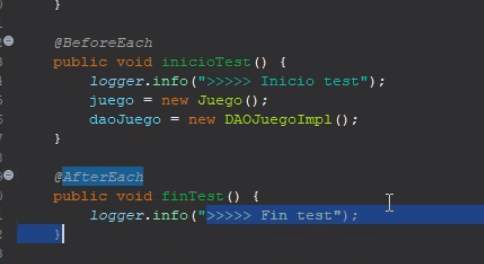 }
@BeforeEach
public void inicioTest() {
logger.info(">>>>> Inicio test");
juego = new Juego();
daoJuego = new DAOJuegoImpl();
}
@AfterEach
public void finTest() {
logger.info(">>>>> Fin test");
}